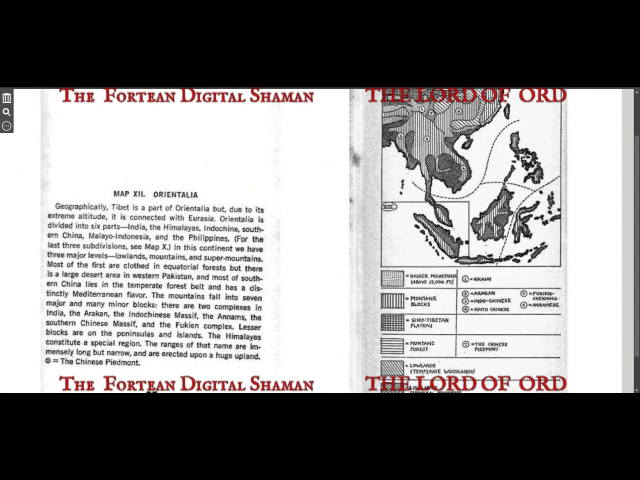 THE FORTEAN DIGITAL SHAMAN
THE LORD OF ORD
MAP XII. ORIENTALIA
Geographically, Tibet is a part of Orientalia but, due to its
extreme altitude, it is connected with Eurasia. Orientalia is
divided into six parts—India, the Himalayas, Indochina, south-
ern China, Malayo-Indonesia, and the Philippines. (For the
last three subdivisions, see Map X.) In this continent we have
three major levels—lowlands, mountains, and super-mountains.
Most of the first are clothed in equatorial forests but there
is a large desert area in western Pakistan, and most of south-
ern China lies in the temperate forest belt and has a dis-
tinctly Mediterranean flavor. The mountains fall into seven
major and many minor blocks: there are two complexes in
India, the Arakan, the Indochinese Massif, the Annams, the
southern Chinese Massif, and the Fukien complex. Lesser
blocks are on the peninsulas and islands. The Himalayas
constitute a special region. The ranges of that name are im-
mensely long but narrow, and are erected upon a huge upland.
= The Chinese Piedmont.
= HIGHER MOUNTAINS
(ABOVE 10,000 FT)
= MONTANE
BLOCKS
② ARAKAN
③ INDO-CHINESE
④ SOUTH CHINESE
⑤ FUKIEN-
CHEKIANG
⑥ ANNAMESE
= SINO-TIBETAN
PLATEAU
= MONTANE
FOREST
⑦ THE CHINESE
PIEDMONT
= LOWLANDS
(TEMPERATE WOODLANDS)
THE FORTEAN DIGITAL SHAMAN
THE LORD OF ORD